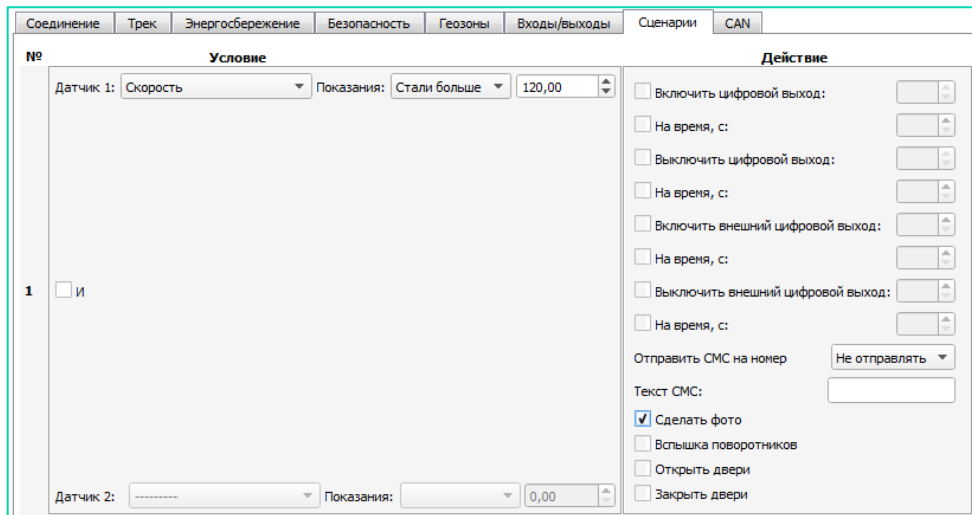 Соединение Трек Энергосбережение Безопасность Геозоны Входы/выходы Сценарии CAN
№ Условие Действие
Датчик 1: Скорость Показания: Стали больше 120,00
Включить цифровой выход:
На время, с:
Выключить цифровой выход:
На время, с:
Включить внешний цифровой выход:
На время, с:
1 И
Выключить внешний цифровой выход:
На время, с:
Отправить СМС на номер Не отправлять
Текст СМС:
Сделать фото
Вспышка поворотников
Открыть двери
Датчик 2: --------- Показания: 0,00
Закрыть двери